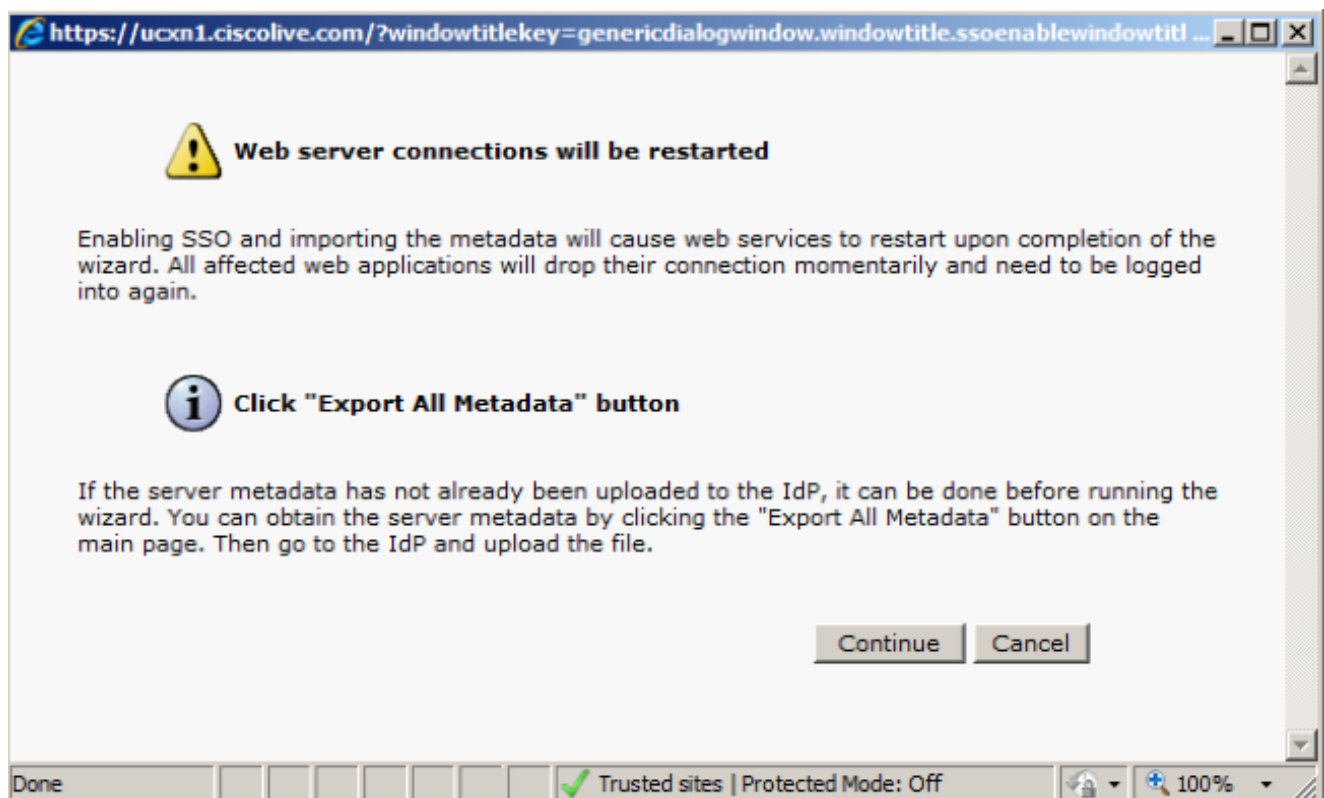 https://ucxn1.ciscolive.com/?windowtitlekey=genericdialogwindow.windowtitle.ssoenablewindowtitl ...
Web server connections will be restarted
Enabling SSO and importing the metadata will cause web services to restart upon completion of the
wizard. All affected web applications will drop their connection momentarily and need to be logged
into again.
Click "Export All Metadata" button
If the server metadata has not already been uploaded to the IdP, it can be done before running the
wizard. You can obtain the server metadata by clicking the "Export All Metadata" button on the
main page. Then go to the IdP and upload the file.
Continue Cancel
Done Trusted sites | Protected Mode: Off 100%